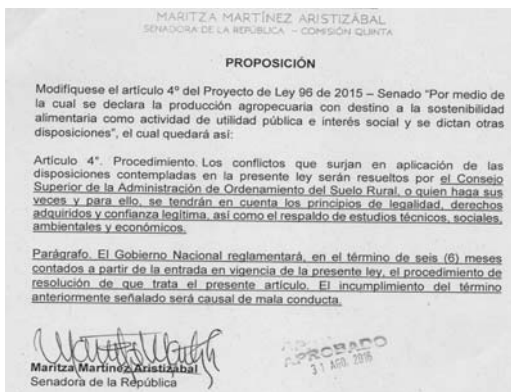 MARITZA MARTÍNEZ ARISTIZÁBAL
SENADORA DE LA REPÚBLICA – COMISIÓN QUINTA
PROPOSICIÓN
Modifíquese el artículo 4º del Proyecto de Ley 96 de 2015 – Senado “Por medio de
la cual se declara la producción agropecuaria con destino a la sostenibilidad
alimentaria como actividad de utilidad pública e interés social y se dictan otras
disposiciones”, el cual quedará así:
Artículo 4°. Procedimiento. Los conflictos que surjan en aplicación de las
disposiciones contempladas en la presente ley serán resueltos por el Consejo
Superior de la Administración de Ordenamiento del Suelo Rural, o quien haga sus
veces y para ello, se tendrán en cuenta los principios de legalidad, derechos
adquiridos y confianza legítima, así como el respaldo de estudios técnicos, sociales,
ambientales y económicos.
Parágrafo. El Gobierno Nacional reglamentará, en el término de seis (6) meses
contados a partir de la entrada en vigencia de la presente ley, el procedimiento de
resolución de que trata el presente artículo. El incumplimiento del término
anteriormente señalado será causal de mala conducta.
Maritza Martínez Aristizábal
Senadora de la República
APROBADO
31 AGO. 2016